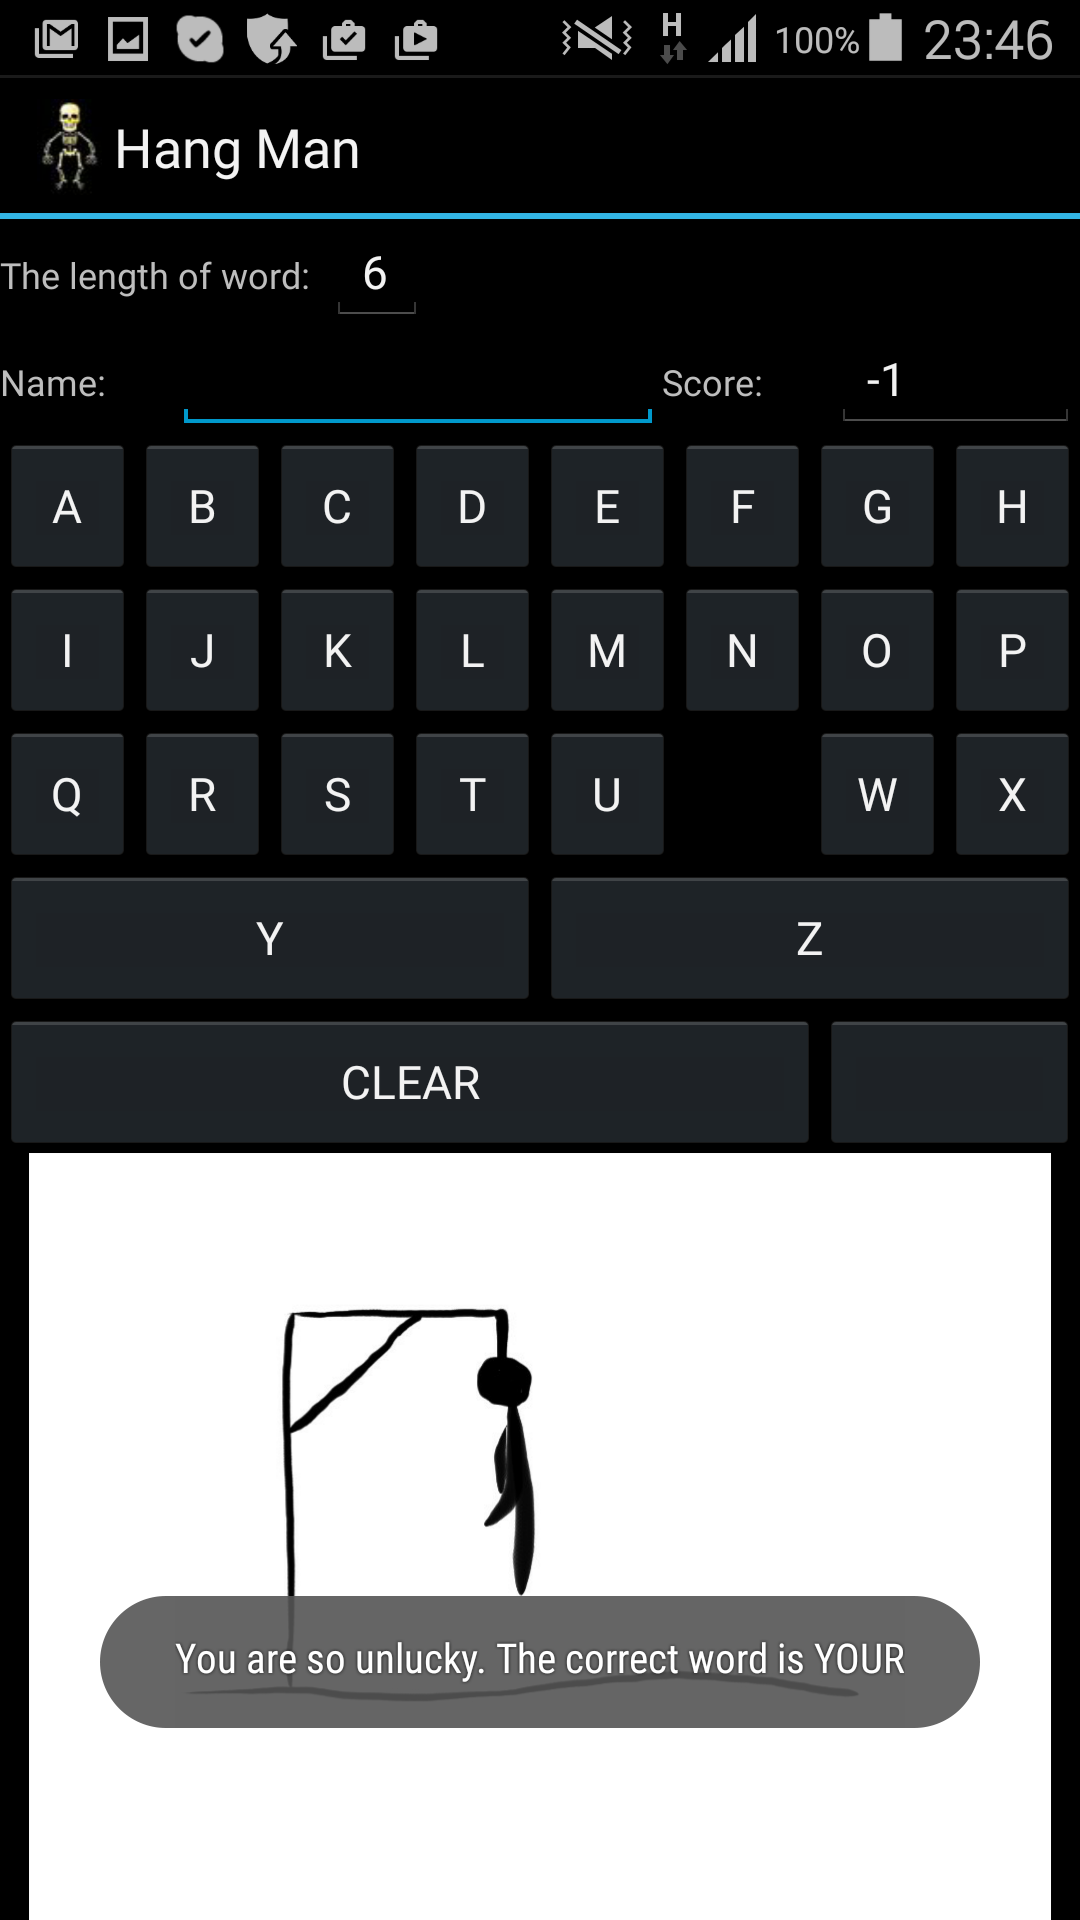 H 100% 23:46
Hang Man
The length of word: 6
Name: Score: -1
A B C D E F G H
I J K L M N O P
Q R S T U W X
Y Z
CLEAR
You are so unlucky. The correct word is YOUR